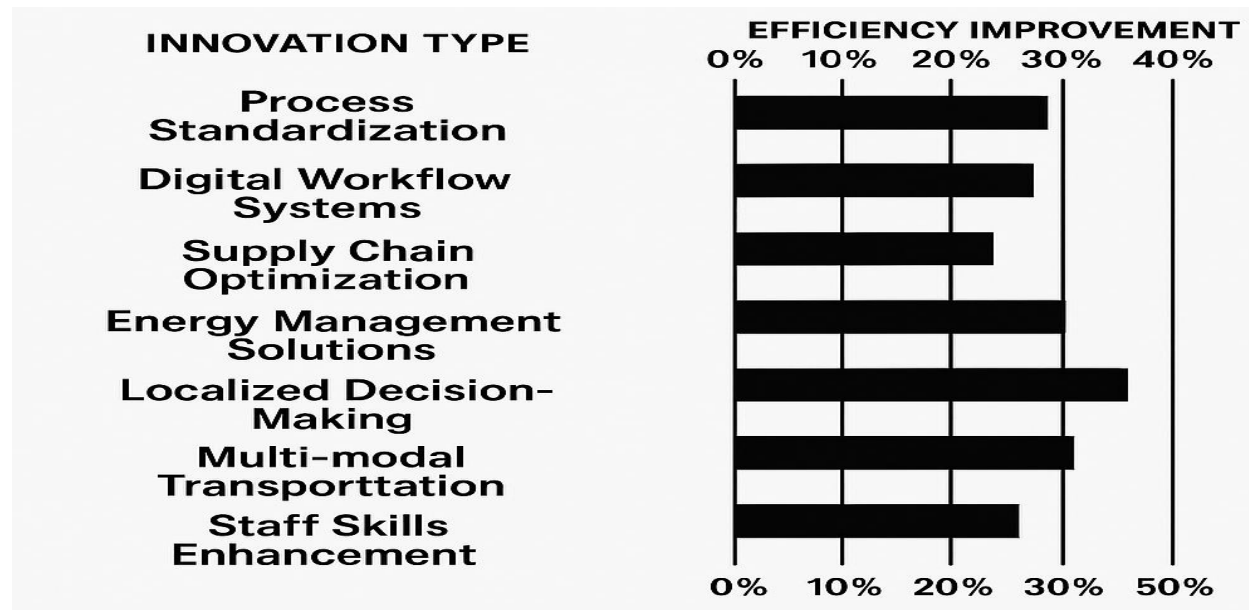 INNOVATION TYPE
EFFICIENCY IMPROVEMENT
0% 10% 20% 30% 40%
Process
Standardization
Digital Workflow
Systems
Supply Chain
Optimization
Energy Management
Solutions
Localized Decision-
Making
Multi-modal
Transporttation
Staff Skills
Enhancement
0% 10% 20% 30% 50%